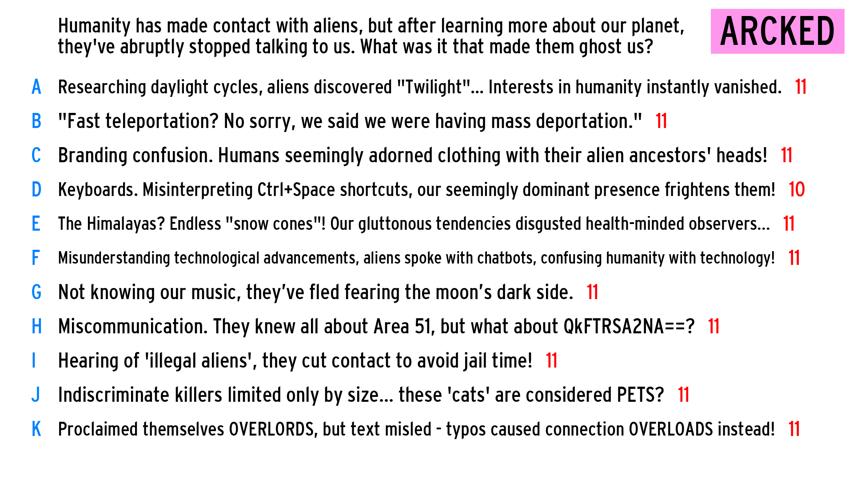 Humanity has made contact with aliens, but after learning more about our planet,
they've abruptly stopped talking to us. What was it that made them ghost us?
ARCKED
A Researching daylight cycles, aliens discovered "Twilight"... Interests in humanity instantly vanished. 11
B "Fast teleportation? No sorry, we said we were having mass deportation." 11
C Branding confusion. Humans seemingly adorned clothing with their alien ancestors' heads! 11
D Keyboards. Misinterpreting Ctrl+Space shortcuts, our seemingly dominant presence frightens them! 10
E The Himalayas? Endless "snow cones"! Our gluttonous tendencies disgusted health-minded observers... 11
F Misunderstanding technological advancements, aliens spoke with chatbots, confusing humanity with technology! 11
G Not knowing our music, they’ve fled fearing the moon’s dark side. 11
H Miscommunication. They knew all about Area 51, but what about QkFTRSA2NA==? 11
I Hearing of 'illegal aliens', they cut contact to avoid jail time! 11
J Indiscriminate killers limited only by size... these 'cats' are considered PETS? 11
K Proclaimed themselves OVERLORDS, but text misled - typos caused connection OVERLOADS instead! 11